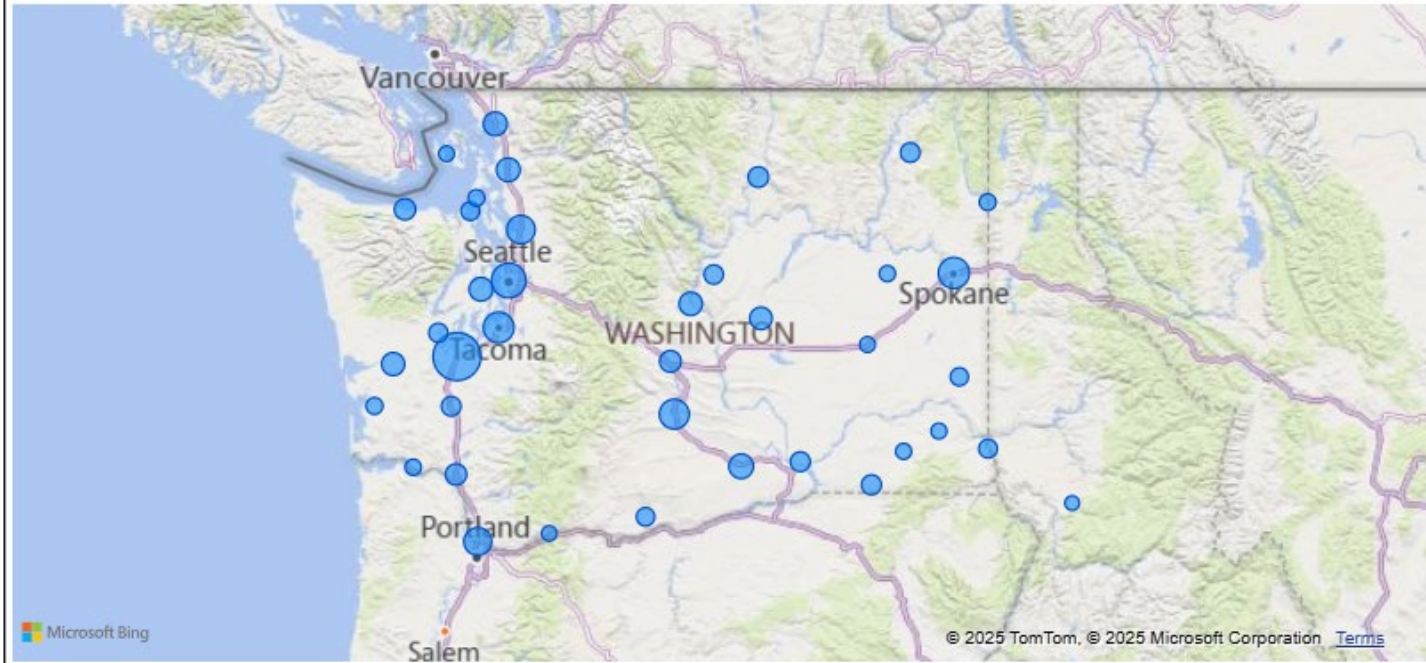 Vancouver
Seattle
Spokane
WASHINGTON
Tacoma
Portland
Microsoft Bing
© 2025 TomTom, © 2025 Microsoft Corporation Terms
Salem